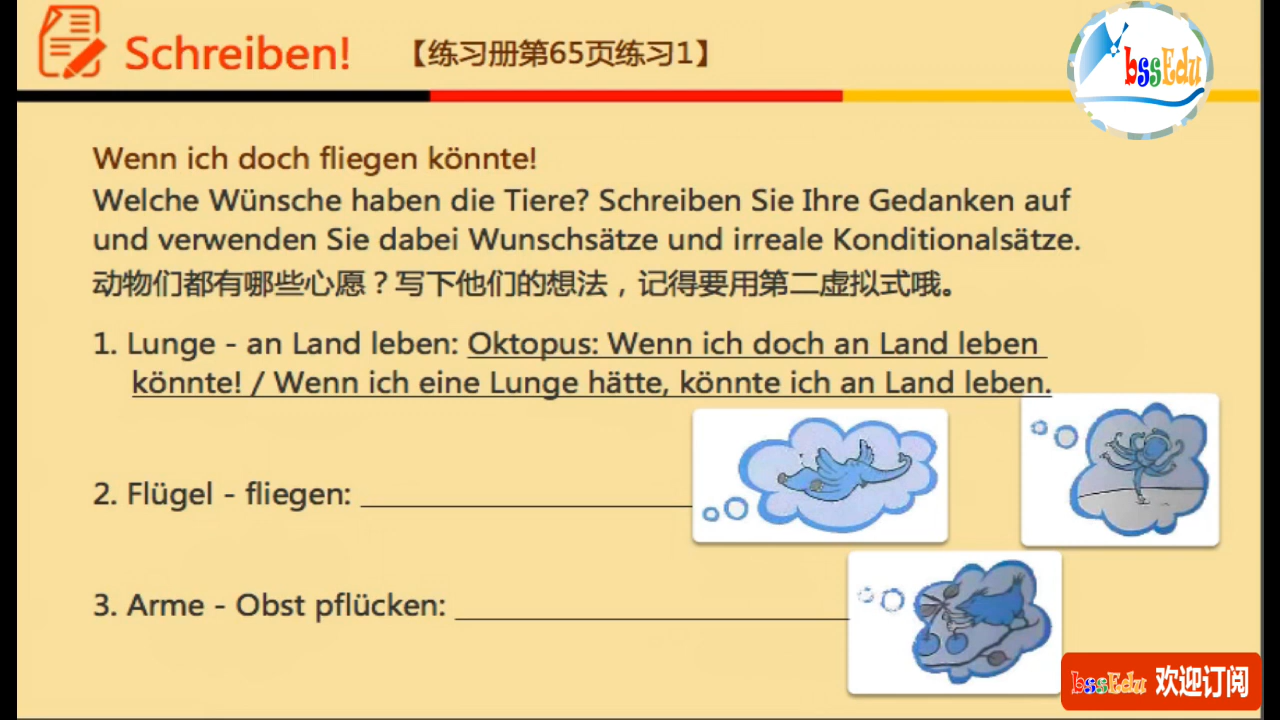 Schreiben!
【练习册第65页练习1】
bssEdu
Wenn ich doch fliegen könnte!
Welche Wünsche haben die Tiere? Schreiben Sie Ihre Gedanken auf
und verwenden Sie dabei Wunschsätze und irreale Konditionalsätze.
动物们都有哪些心愿？写下他们的想法，记得要用第二虚拟式哦。
1. Lunge - an Land leben: Oktopus: Wenn ich doch an Land leben
könnte! / Wenn ich eine Lunge hätte, könnte ich an Land leben.
2. Flügel - fliegen:
3. Arme - Obst pflücken:
bssEdu 欢迎订阅